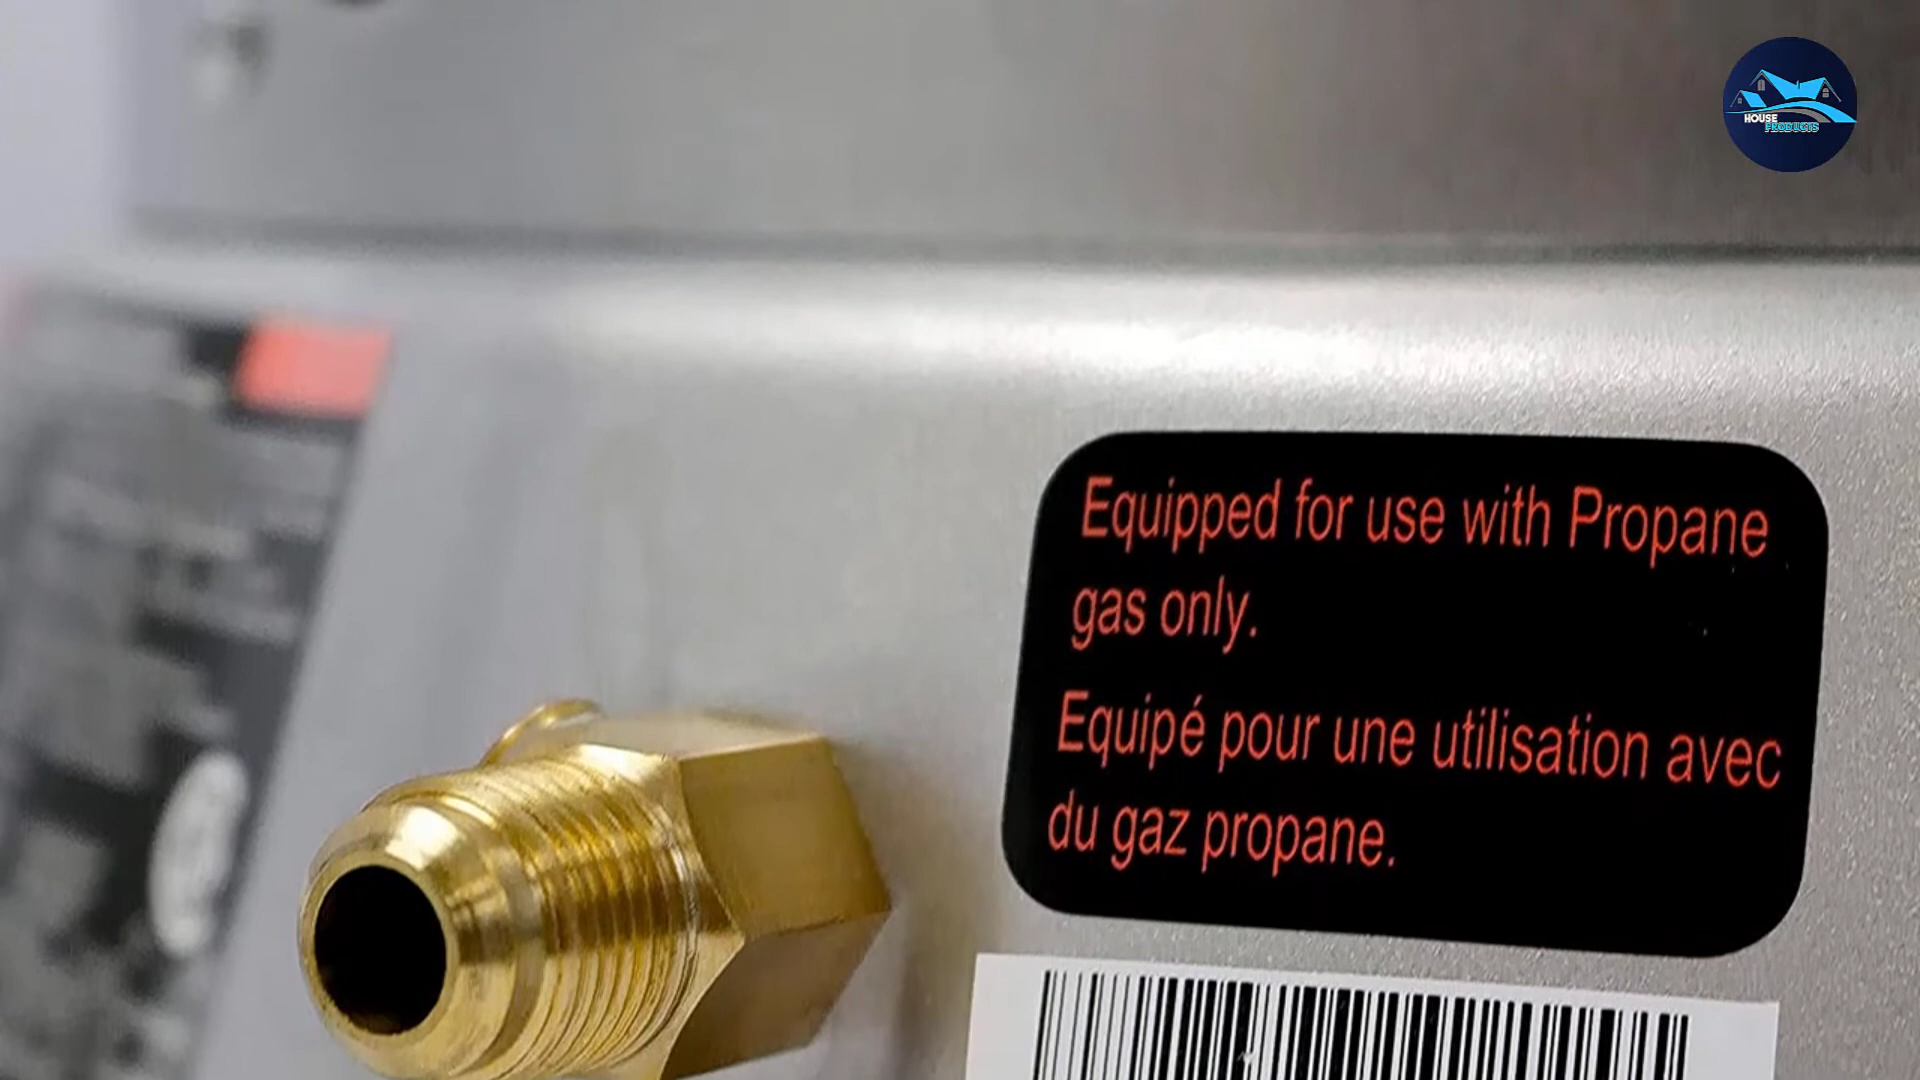 HOUSE
PRODUCTS
Equipped for use with Propane
gas only.
Equipé pour une utilisation avec
du gaz propane.